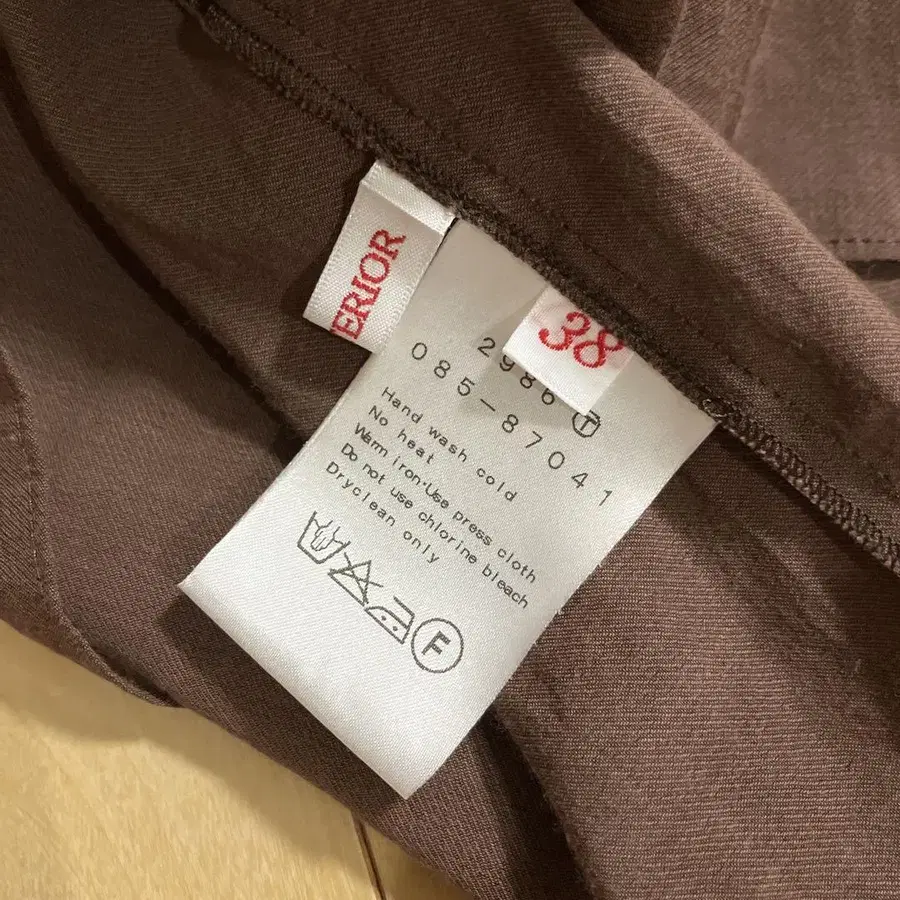 ERIOR
38
2986 T
085-87041
Hand wash cold
No heat
Warm iron·Use press cloth
Do not use chlorine bleach
Dryclean only
F